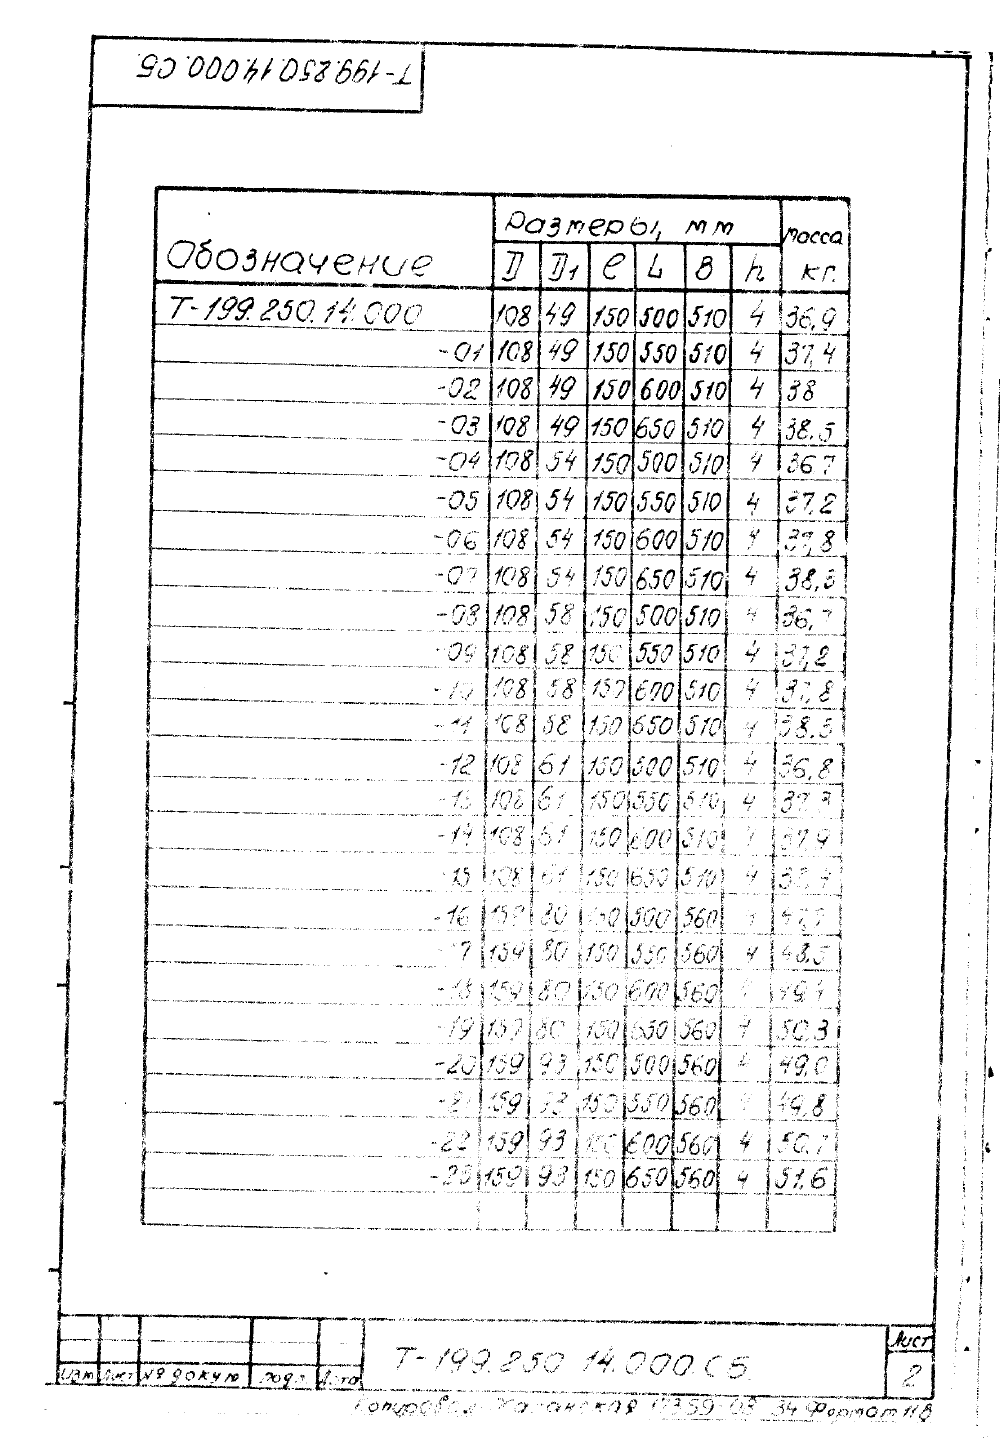 Т-199.250.14.000.СБ
Обозначение Размеры, мм масса кг.
D D1 l L B h
Т-199.250.14.000 108 49 150 500 510 4 36,9
-01 108 49 150 550 510 4 37,4
-02 108 49 150 600 510 4 38
-03 108 49 150 650 510 4 38,5
-04 108 54 150 500 510 4 36,7
-05 108 54 150 550 510 4 37,2
-06 108 54 150 600 510 4 37,8
-07 108 54 150 650 510 4 38,3
-08 108 58 150 500 510 4 36,7
-09 108 58 150 550 510 4 37,2
-10 108 58 150 600 510 4 37,8
-11 108 58 150 650 510 4 38,3
-12 108 61 150 500 510 4 36,8
-13 108 61 150 550 510 4 37,3
-14 108 61 150 600 510 4 37,9
-15 108 61 150 650 510 4 38,4
-16 159 80 150 500 560 4
-17 159 80 150 550 560 4 48,5
-18 159 80 150 600 560 4 49,4
-19 159 80 150 650 560 4 50,3
-20 159 93 150 500 560 4 49,0
-21 159 93 150 550 560 4 49,8
-22 159 93 150 600 560 4 50,7
-23 159 93 150 650 560 4 51,6
Изм Лист № докум Подп Дата Т-199.250.14.000.СБ Лист 2
Копировал 17359-03 34 Формат 11В